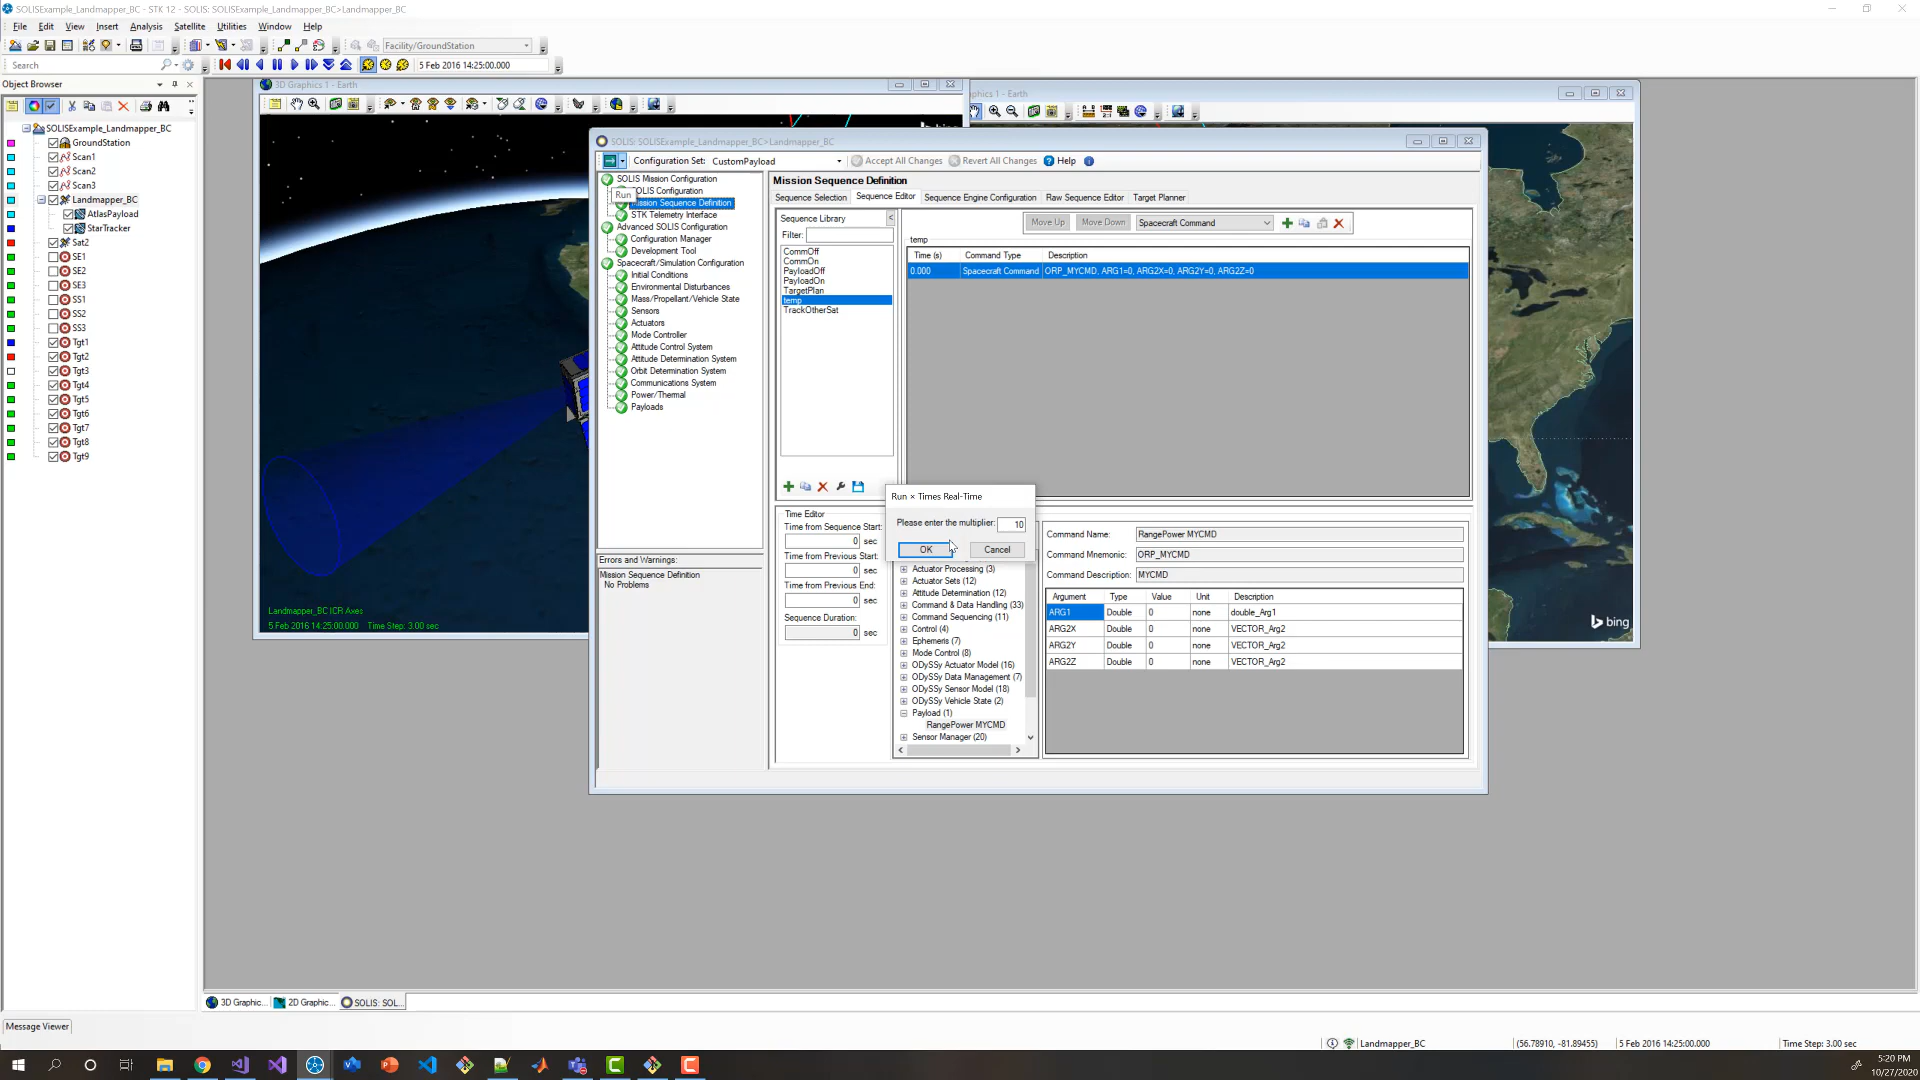 SOLISExample_Landmapper_BC - STK 12 - SOLISExample_Landmapper_BC>Landmapper_BC
File Edit View Insert Analysis Satellite Utilities Window Help
Facility/GroundStation
Search
5 Feb 2016 14:25:00.000
Object Browser
SOLISExample_Landmapper_BC
GroundStation
Scan1
Scan2
Scan3
Landmapper_BC
AtlasPayload
StarTracker
Sat2
SE1
SE2
SE3
SS1
SS2
SS3
Tgt1
Tgt2
Tgt3
Tgt4
Tgt5
Tgt6
Tgt7
Tgt8
Tgt9
3D Graphics 1 - Earth
Landmapper_BC ICR Axes
5 Feb 2016 14:25:00.000 Time Step: 3.00 sec
phics 1 - Earth
bing
SOLIS: SOLISExample_Landmapper_BC>Landmapper_BC
Configuration Set: CustomPayload
Accept All Changes Revert All Changes Help
SOLIS Mission Configuration
Run
OLIS Configuration
Mission Sequence Definition
STK Telemetry Interface
Advanced SOLIS Configuration
Configuration Manager
Development Tool
Spacecraft/Simulation Configuration
Initial Conditions
Environmental Disturbances
Mass/Propellant/Vehicle State
Sensors
Actuators
Mode Controller
Attitude Control System
Attitude Determination System
Orbit Determination System
Communications System
Power/Thermal
Payloads
Errors and Warnings:
Mission Sequence Definition
No Problems
Mission Sequence Definition
Sequence Selection Sequence Editor Sequence Engine Configuration Raw Sequence Editor Target Planner
Sequence Library
<
Filter:
CommOff
CommOn
PayloadOff
PayloadOn
TargetPlan
temp
TrackOtherSat
Move Up Move Down Spacecraft Command
temp
Time (s) Command Type Description
0.000 Spacecraft Command ORP_MYCMD, ARG1=0, ARG2X=0, ARG2Y=0, ARG2Z=0
Run × Times Real-Time
Please enter the multiplier: 10
OK Cancel
Time Editor
Time from Sequence Start:
0 sec
Time from Previous Start:
0 sec
Time from Previous End:
0 sec
Sequence Duration:
0 sec
Actuator Processing (3)
Actuator Sets (12)
Attitude Determination (12)
Command & Data Handling (33)
Command Sequencing (11)
Control (4)
Ephemeris (7)
Mode Control (8)
ODySSy Actuator Model (16)
ODySSy Data Management (7)
ODySSy Sensor Model (18)
ODySSy Vehicle State (2)
Payload (1)
RangePower MYCMD
Sensor Manager (20)
Command Name: RangePower MYCMD
Command Mnemonic: ORP_MYCMD
Command Description: MYCMD
Argument Type Value Unit Description
ARG1 Double 0 none double_Arg1
ARG2X Double 0 none VECTOR_Arg2
ARG2Y Double 0 none VECTOR_Arg2
ARG2Z Double 0 none VECTOR_Arg2
3D Graphic... 2D Graphic... SOLIS: SOL...
Message Viewer
Landmapper_BC (56.78910, -81.89455) 5 Feb 2016 14:25:00.000 Time Step: 3.00 sec
5:20 PM
10/27/2020